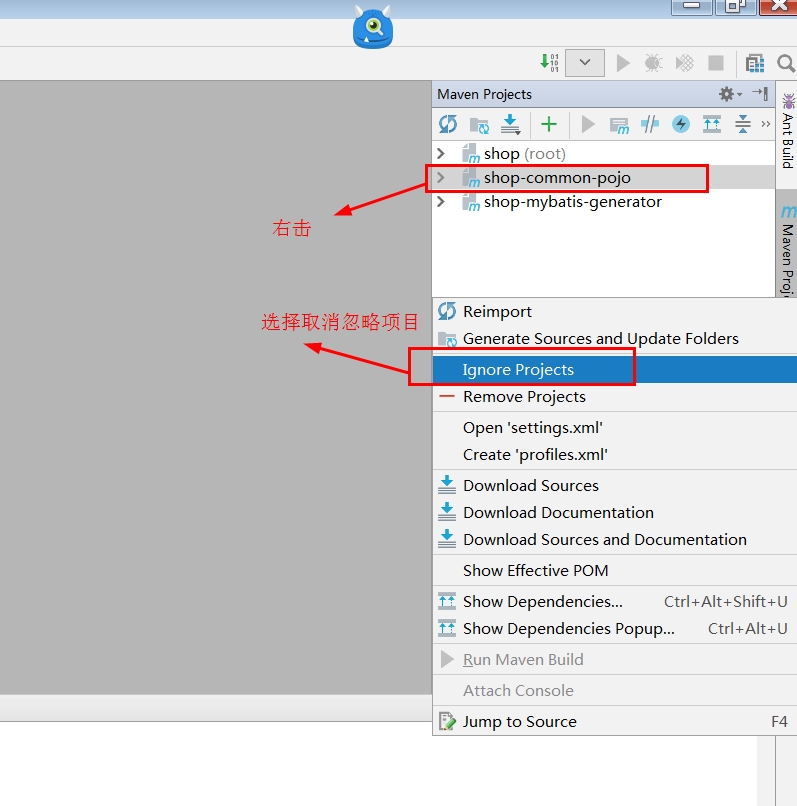 Maven Projects
shop (root)
shop-common-pojo
shop-mybatis-generator
Ant Build
Maven Proj
右击
选择取消忽略项目
Reimport
Generate Sources and Update Folders
Ignore Projects
Remove Projects
Open 'settings.xml'
Create 'profiles.xml'
Download Sources
Download Documentation
Download Sources and Documentation
Show Effective POM
Show Dependencies... Ctrl+Alt+Shift+U
Show Dependencies Popup... Ctrl+Alt+U
Run Maven Build
Attach Console
Jump to Source F4